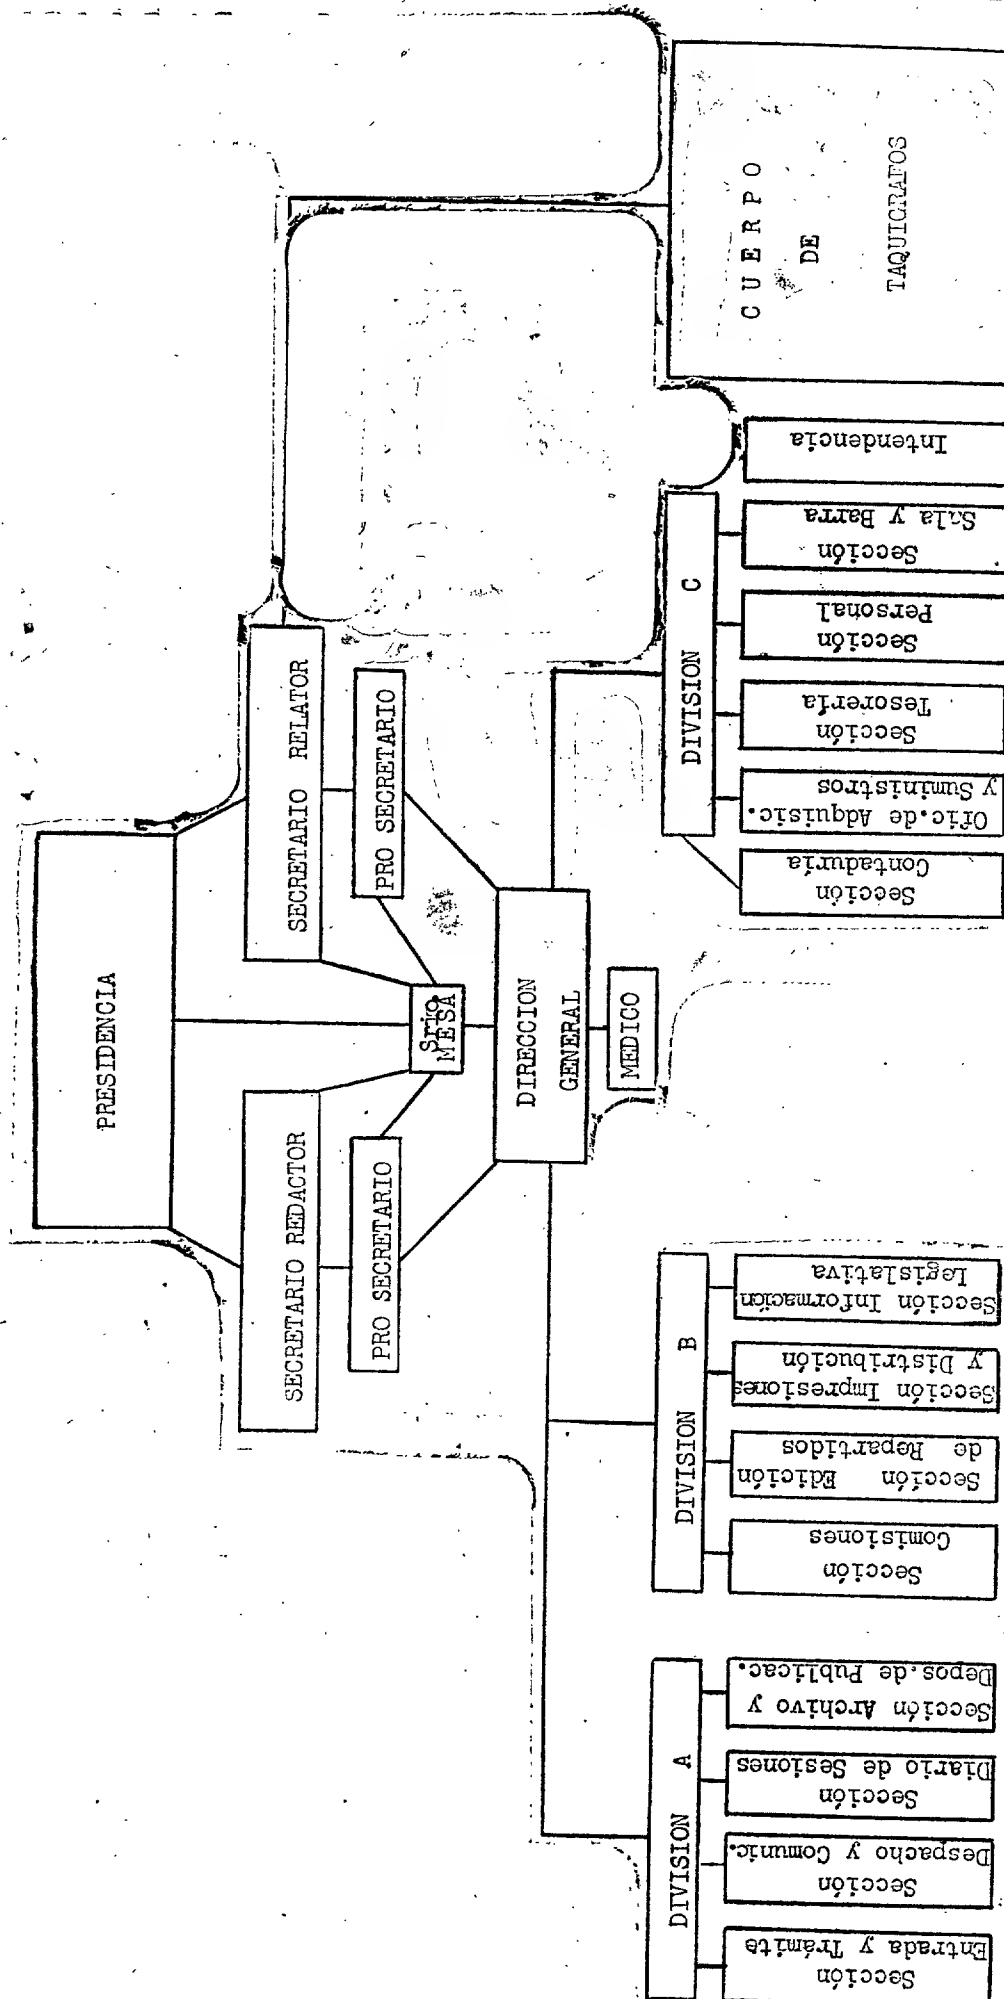 PRESIDENCIA
SECRETARIO REDACTOR
SECRETARIO RELATOR
PRO SECRETARIO
PRO SECRETARIO
Srio
MESA
DIRECCION
GENERAL
MEDICO
DIVISION A
Sección
Entrada y Trámite
Sección
Despacho y Comunic.
Sección
Diario de Sesiones
Sección Archivo y
Depos.de Publicac.
DIVISION B
Sección
Comisiones
Sección Edición
de Repartidos
Sección Impresiones
y Distribución
Sección Informacion
Legislativa
DIVISION C
Sección
Contaduría
Ofic.de Adquisic.
y Suministros
Sección
Tesorería
Sección
Personal
Sección
Sala y Barra
Intendencia
CUERPO
DE
TAQUIGRAFOS